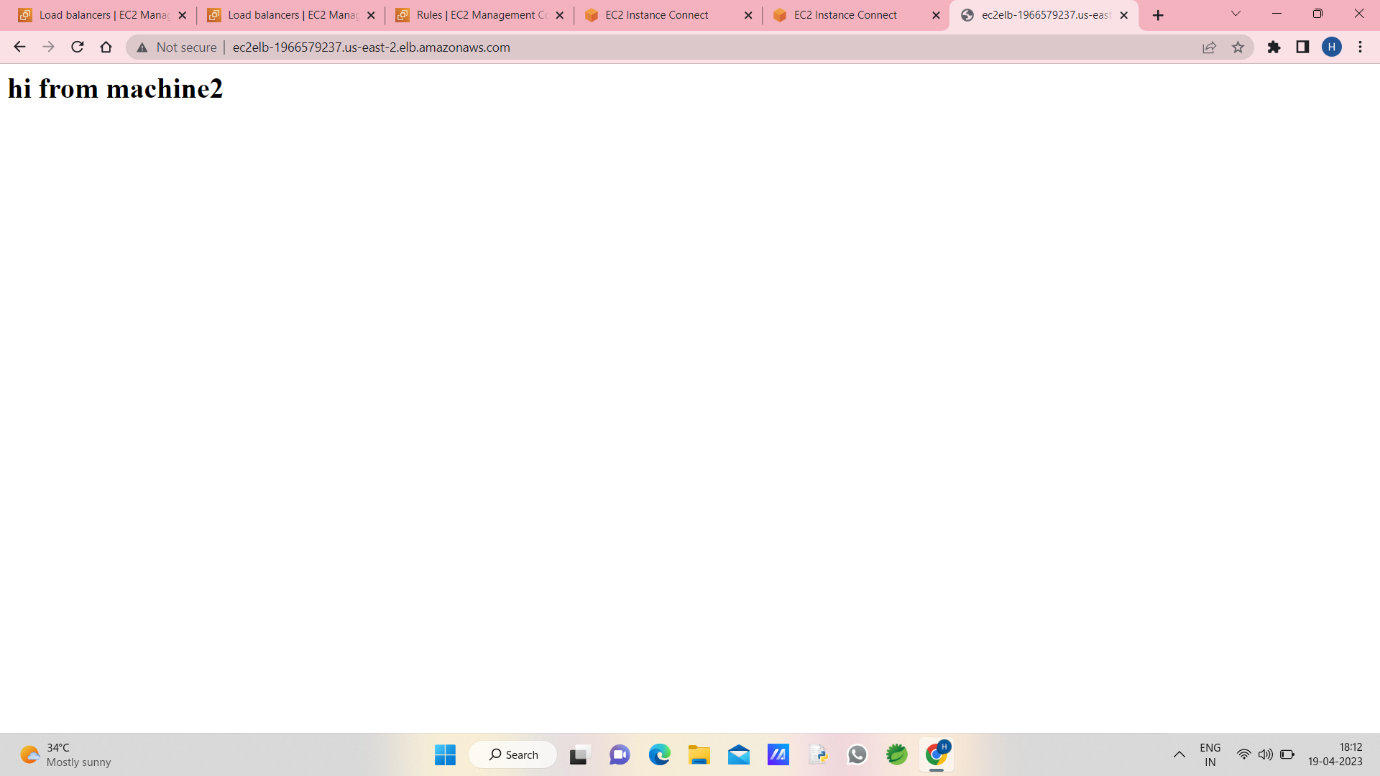 Load balancers | EC2 Manag
Load balancers | EC2 Manag
Rules | EC2 Management Co
EC2 Instance Connect
EC2 Instance Connect
ec2elb-1966579237.us-east
Not secure
ec2elb-1966579237.us-east-2.elb.amazonaws.com
H
hi from machine2
34°C
Mostly sunny
Search
H
ENG
IN
18:12
19-04-2023